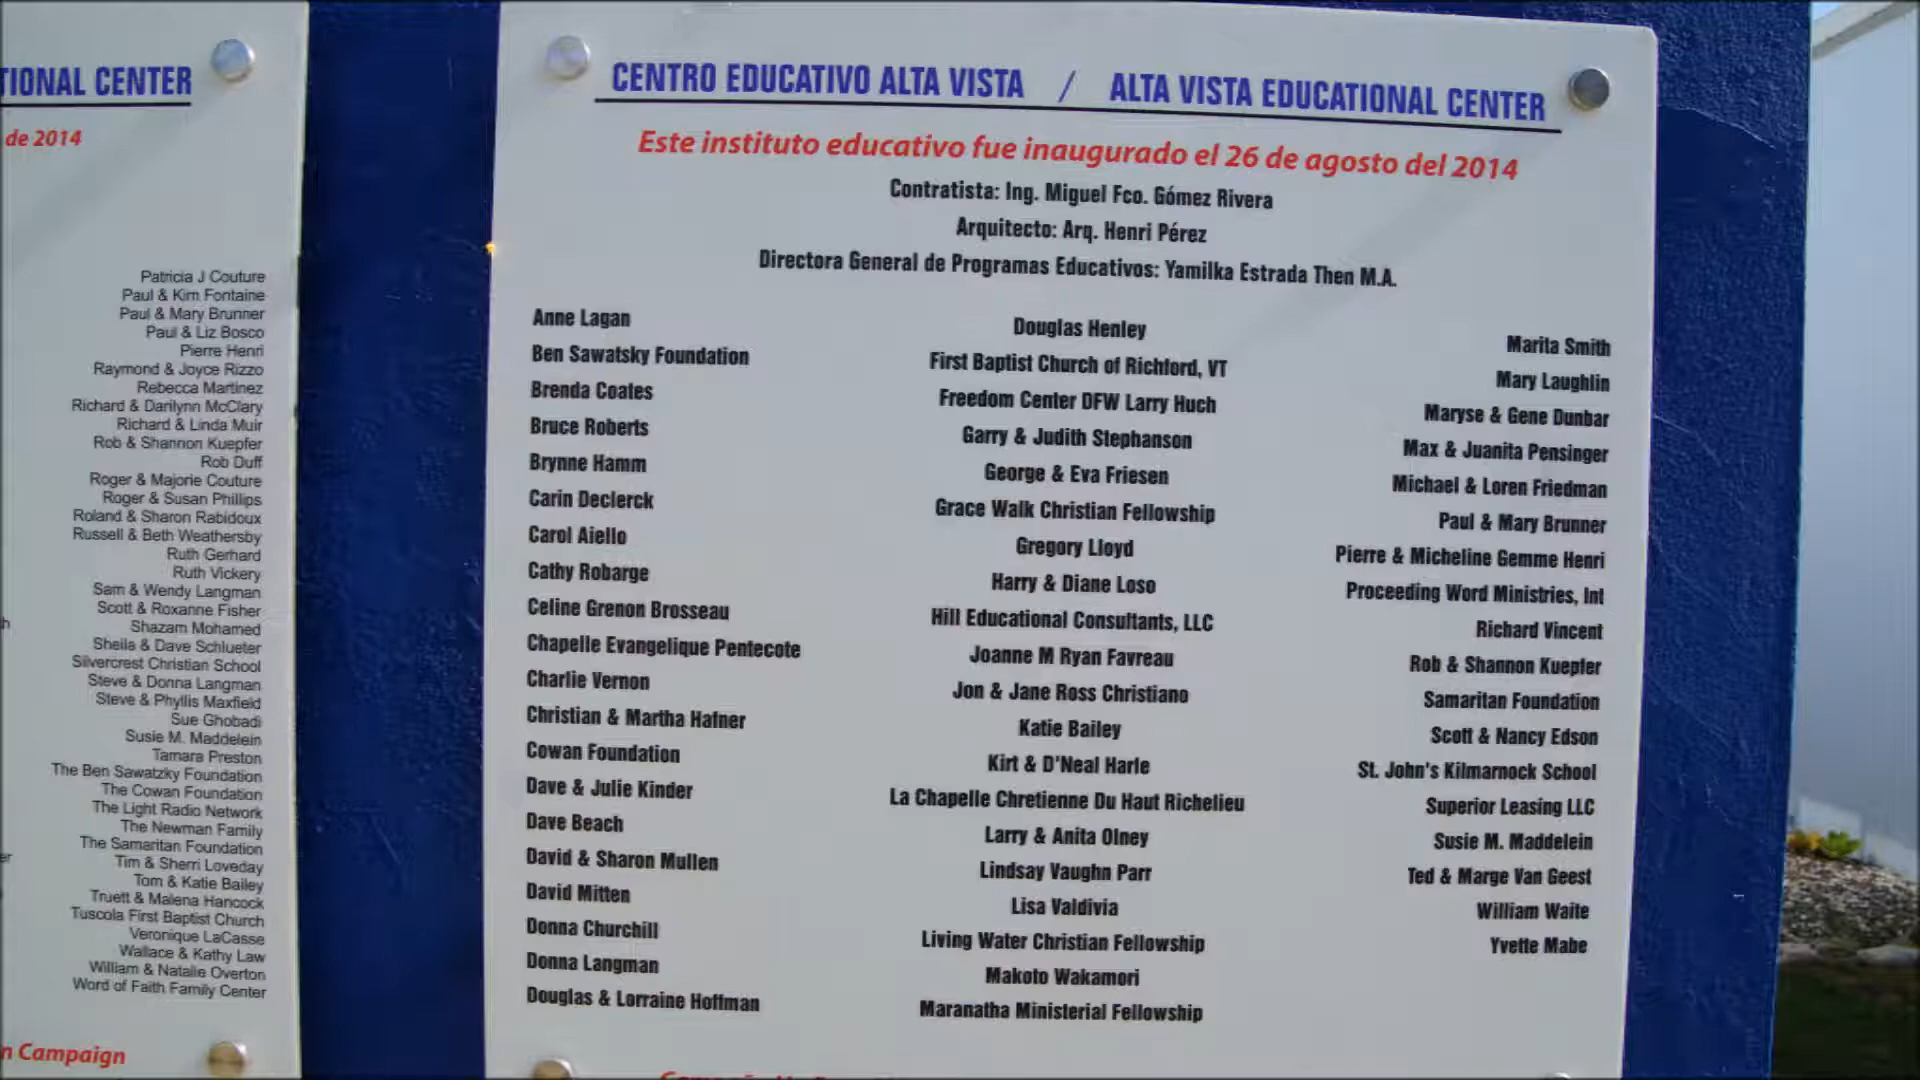 TIONAL CENTER
de 2014
Patricia J Couture
Paul & Kim Fontaine
Paul & Mary Brunner
Paul & Liz Bosco
Pierre Henri
Raymond & Joyce Rizzo
Rebecca Martinez
Richard & Darilynn McClary
Richard & Linda Muir
Rob & Shannon Kuepfer
Rob Duff
Roger & Majorie Couture
Roger & Susan Phillips
Roland & Sharon Rabidoux
Russell & Beth Weathersby
Ruth Gerhard
Ruth Vickery
Sam & Wendy Langman
Scott & Roxanne Fisher
Shazam Mohamed
Sheila & Dave Schlueter
Silvercrest Christian School
Steve & Donna Langman
Steve & Phyllis Maxfield
Sue Ghobadi
Susie M. Maddelein
Tamara Preston
The Ben Sawatzky Foundation
The Cowan Foundation
The Light Radio Network
The Newman Family
The Samaritan Foundation
Tim & Sherri Loveday
Tom & Katie Bailey
Truett & Malena Hancock
Tuscola First Baptist Church
Veronique LaCasse
Wallace & Kathy Law
William & Natalie Overton
Word of Faith Family Center
n Campaign
CENTRO EDUCATIVO ALTA VISTA / ALTA VISTA EDUCATIONAL CENTER
Este instituto educativo fue inaugurado el 26 de agosto del 2014
Contratista: Ing. Miguel Fco. Gómez Rivera
Arquitecto: Arq. Henri Pérez
Directora General de Programas Educativos: Yamilka Estrada Then M.A.
Anne Lagan
Ben Sawatsky Foundation
Brenda Coates
Bruce Roberts
Brynne Hamm
Carin Declerck
Carol Aiello
Cathy Robarge
Celine Grenon Brosseau
Chapelle Evangelique Pentecote
Charlie Vernon
Christian & Martha Hafner
Cowan Foundation
Dave & Julie Kinder
Dave Beach
David & Sharon Mullen
David Mitten
Donna Churchill
Donna Langman
Douglas & Lorraine Hoffman
Douglas Henley
First Baptist Church of Richford, VT
Freedom Center DFW Larry Huch
Garry & Judith Stephanson
George & Eva Friesen
Grace Walk Christian Fellowship
Gregory Lloyd
Harry & Diane Loso
Hill Educational Consultants, LLC
Joanne M Ryan Favreau
Jon & Jane Ross Christiano
Katie Bailey
Kirt & D'Neal Harle
La Chapelle Chretienne Du Haut Richelieu
Larry & Anita Olney
Lindsay Vaughn Parr
Lisa Valdivia
Living Water Christian Fellowship
Makoto Wakamori
Maranatha Ministerial Fellowship
Marita Smith
Mary Laughlin
Maryse & Gene Dunbar
Max & Juanita Pensinger
Michael & Loren Friedman
Paul & Mary Brunner
Pierre & Micheline Gemme Henri
Proceeding Word Ministries, Int
Richard Vincent
Rob & Shannon Kuepfer
Samaritan Foundation
Scott & Nancy Edson
St. John's Kilmarnock School
Superior Leasing LLC
Susie M. Maddelein
Ted & Marge Van Geest
William Waite
Yvette Mabe